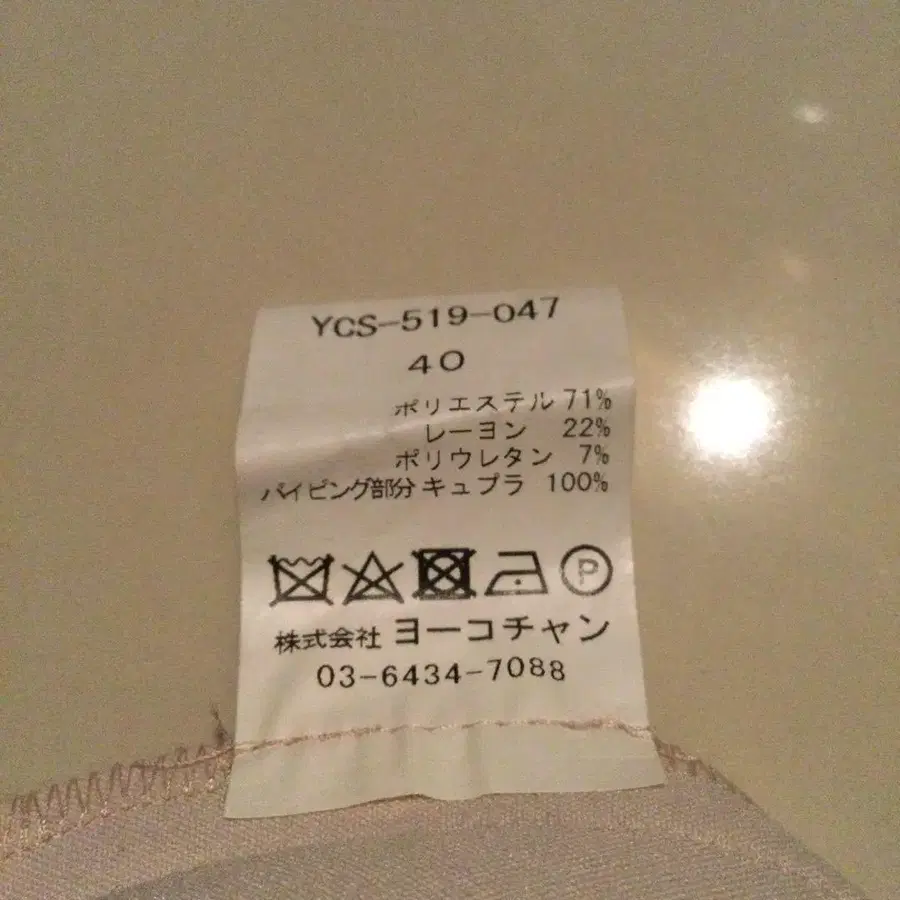 YCS-519-047
40
ポリエステル 71%
レーヨン 22%
ポリウレタン 7%
パイピング部分 キュプラ 100%
P
株式会社 ヨーコチャン
03-6434-7088